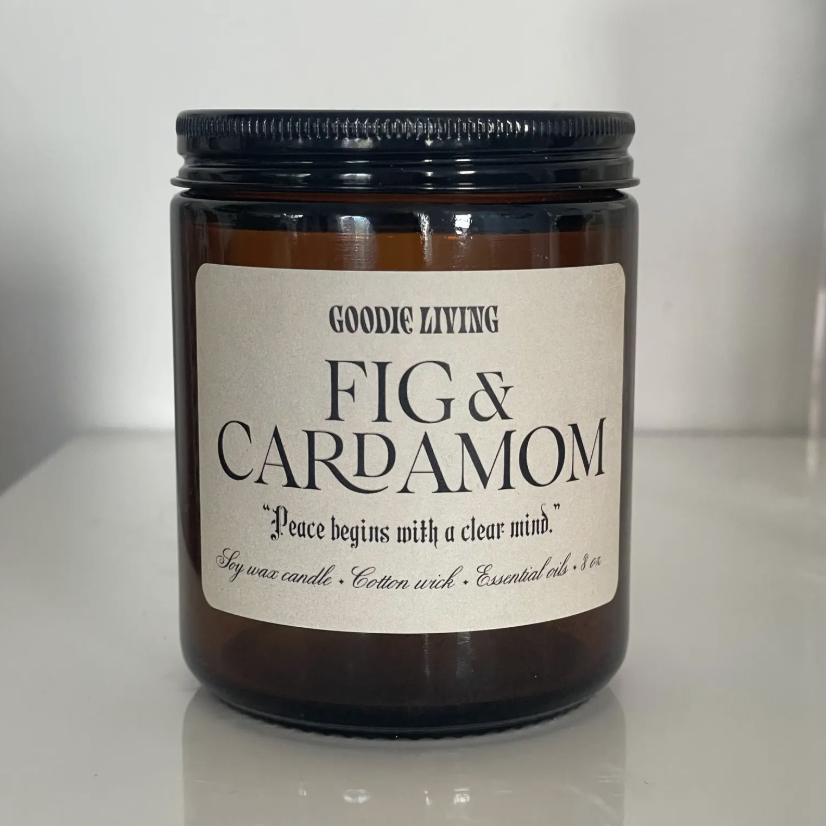 GOODIE LIVING
FIG &
CARDAMOM
“Peace begins with a clear mind.”
Soy wax candle • Cotton wick • Essential oils • 8 oz